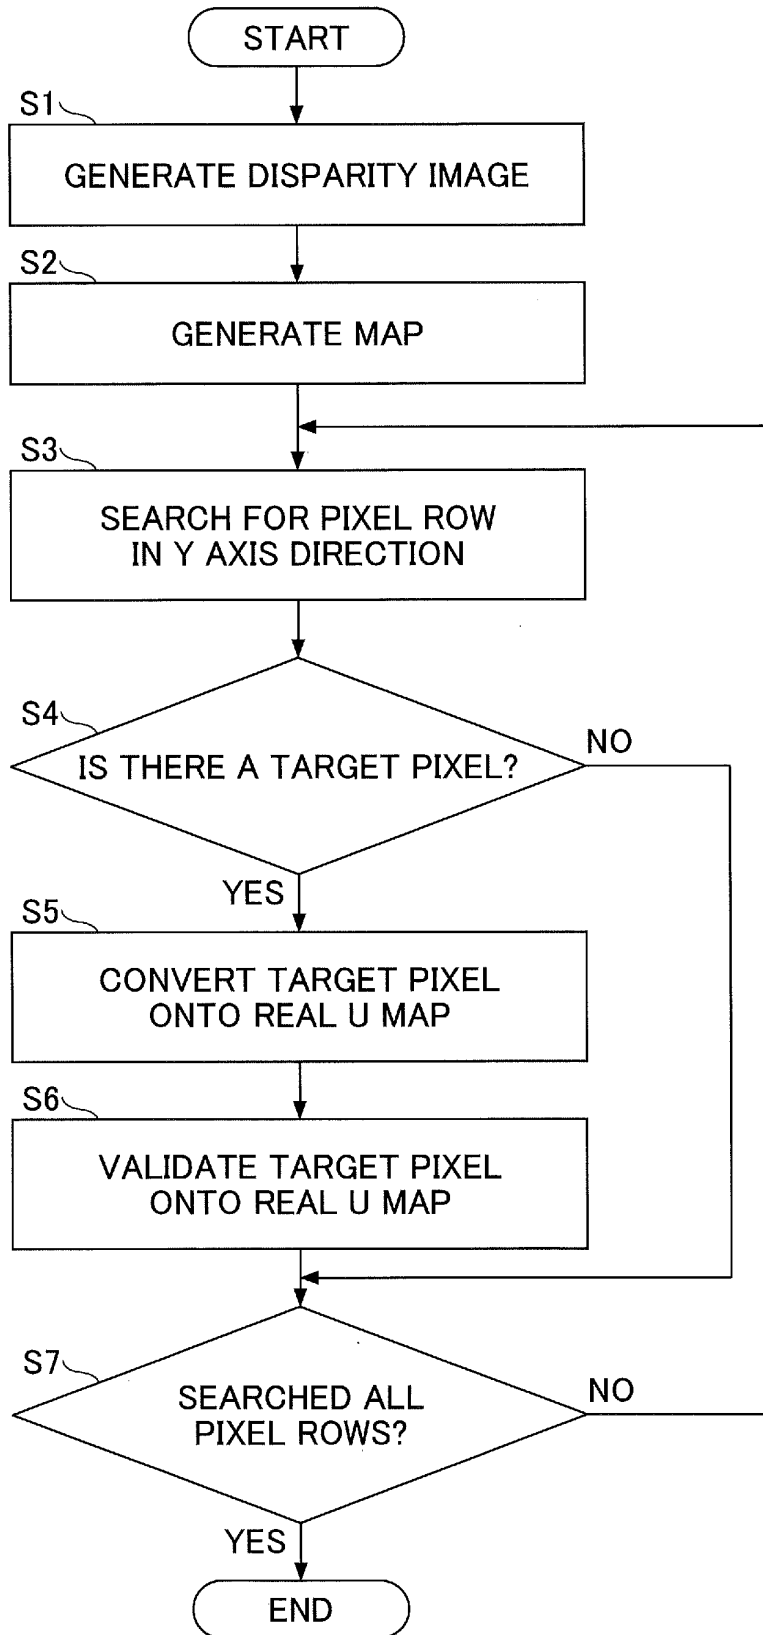 START
S1
GENERATE DISPARITY IMAGE
S2
GENERATE MAP
S3
SEARCH FOR PIXEL ROW
IN Y AXIS DIRECTION
S4
IS THERE A TARGET PIXEL?
NO
YES
S5
CONVERT TARGET PIXEL
ONTO REAL U MAP
S6
VALIDATE TARGET PIXEL
ONTO REAL U MAP
S7
SEARCHED ALL
PIXEL ROWS?
NO
YES
END